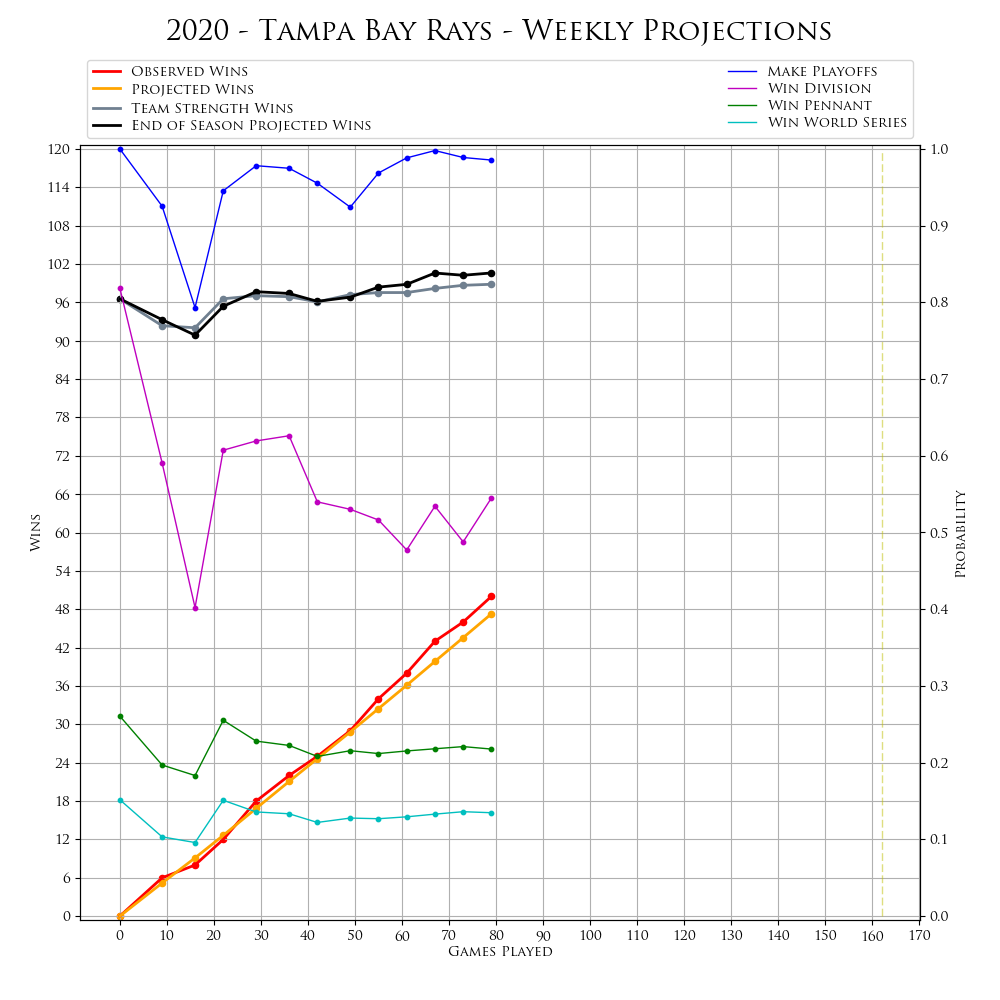 2020 - Tampa Bay Rays - Weekly Projections
Observed Wins
Projected Wins
Team Strength Wins
End of Season Projected Wins
Make Playoffs
Win Division
Win Pennant
Win World Series
120
114
108
102
96
90
84
78
72
66
60
54
48
42
36
30
24
18
12
6
0
Wins
1.0
0.9
0.8
0.7
0.6
0.5
0.4
0.3
0.2
0.1
0.0
Probability
0 10 20 30 40 50 60 70 80 90 100 110 120 130 140 150 160 170
Games Played